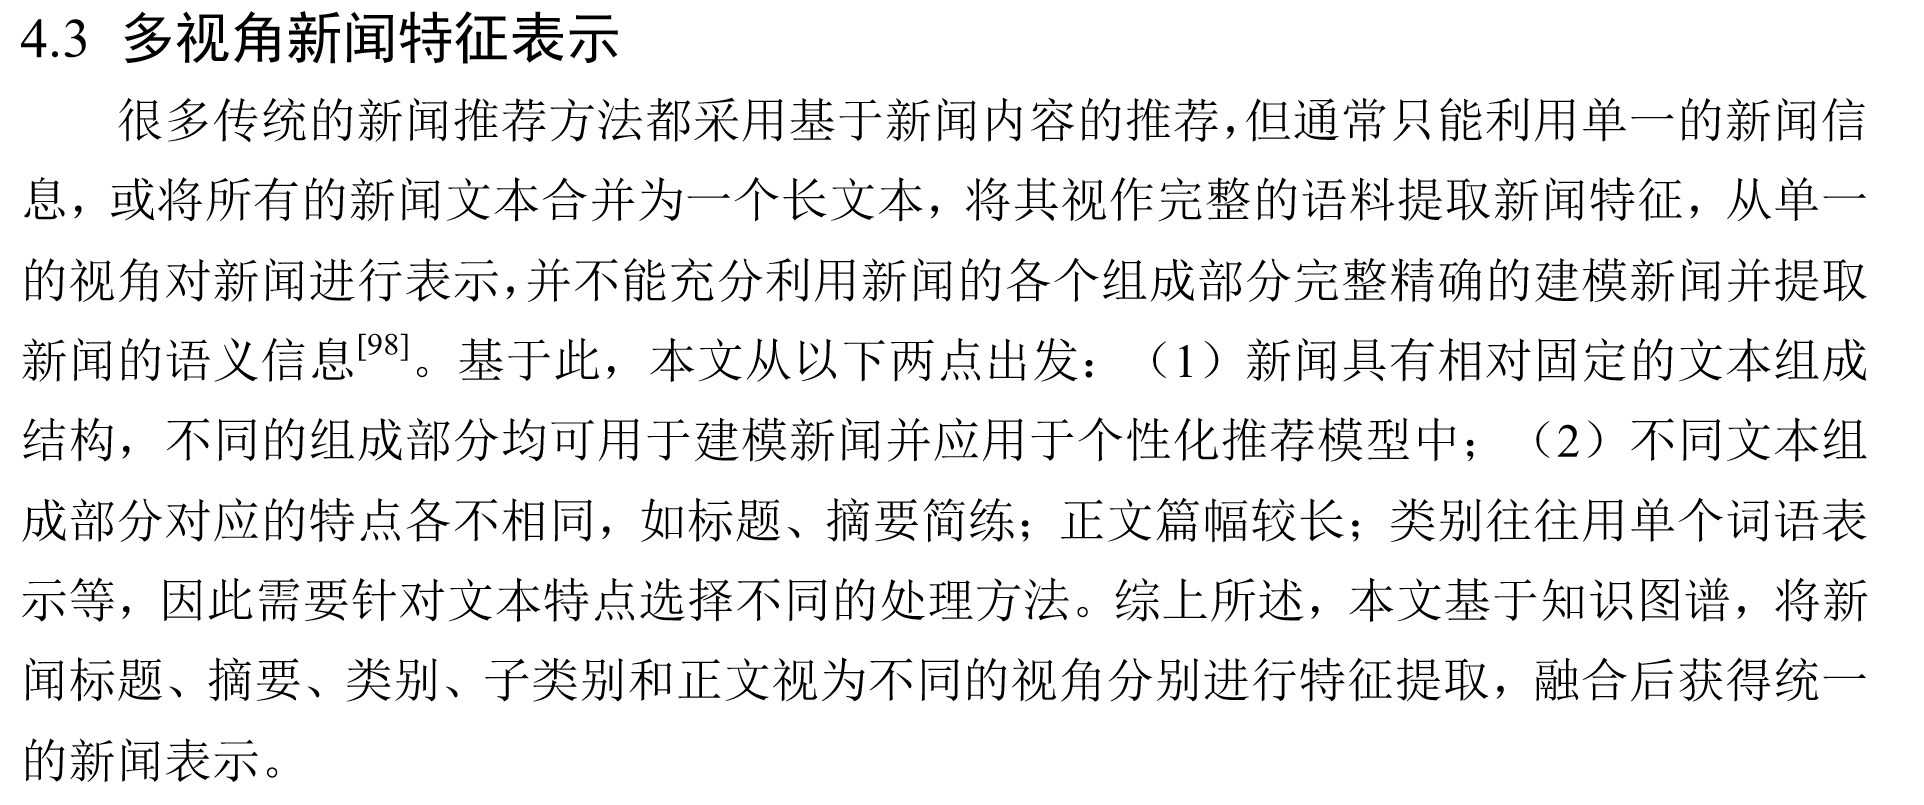 4.3 多视角新闻特征表示
很多传统的新闻推荐方法都采用基于新闻内容的推荐，但通常只能利用单一的新闻信
息，或将所有的新闻文本合并为一个长文本，将其视作完整的语料提取新闻特征，从单一
的视角对新闻进行表示，并不能充分利用新闻的各个组成部分完整精确的建模新闻并提取
新闻的语义信息[98]。基于此，本文从以下两点出发：（1）新闻具有相对固定的文本组成
结构，不同的组成部分均可用于建模新闻并应用于个性化推荐模型中；（2）不同文本组
成部分对应的特点各不相同，如标题、摘要简练；正文篇幅较长；类别往往用单个词语表
示等，因此需要针对文本特点选择不同的处理方法。综上所述，本文基于知识图谱，将新
闻标题、摘要、类别、子类别和正文视为不同的视角分别进行特征提取，融合后获得统一
的新闻表示。